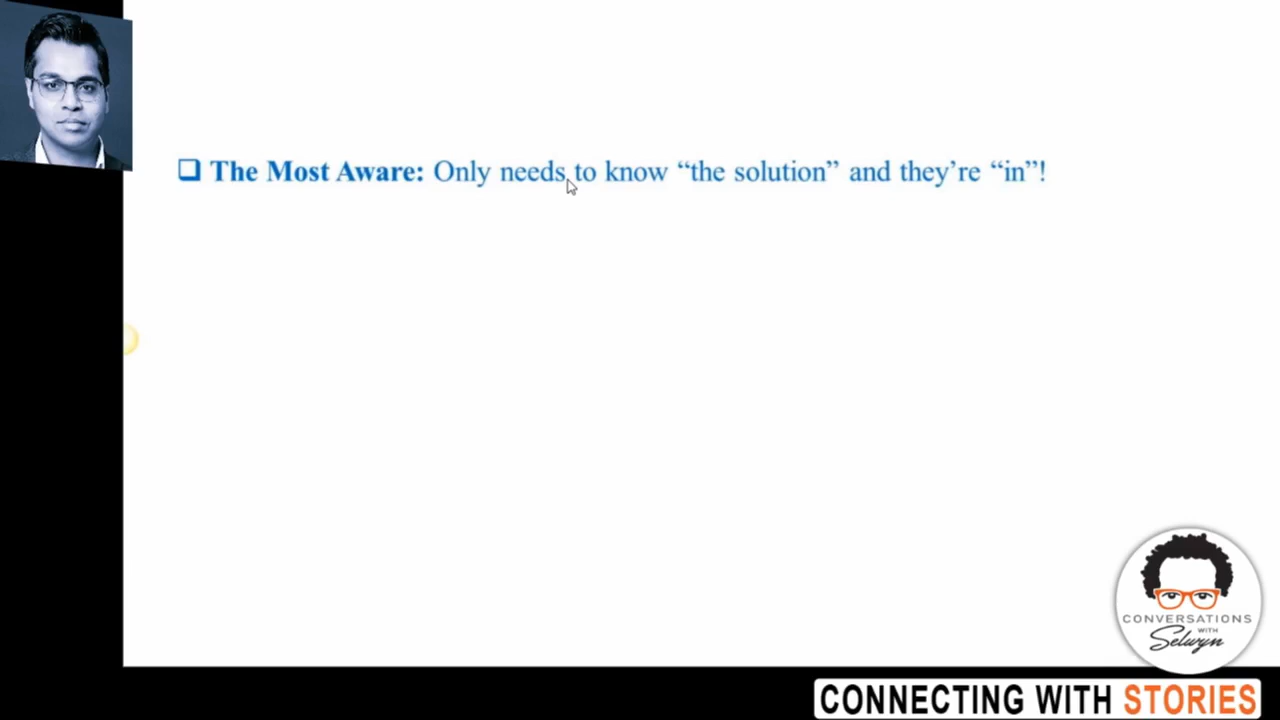 ❑ The Most Aware: Only needs to know “the solution” and they’re “in”!
CONVERSATIONS
WITH
Selwyn
CONNECTING WITH STORIES